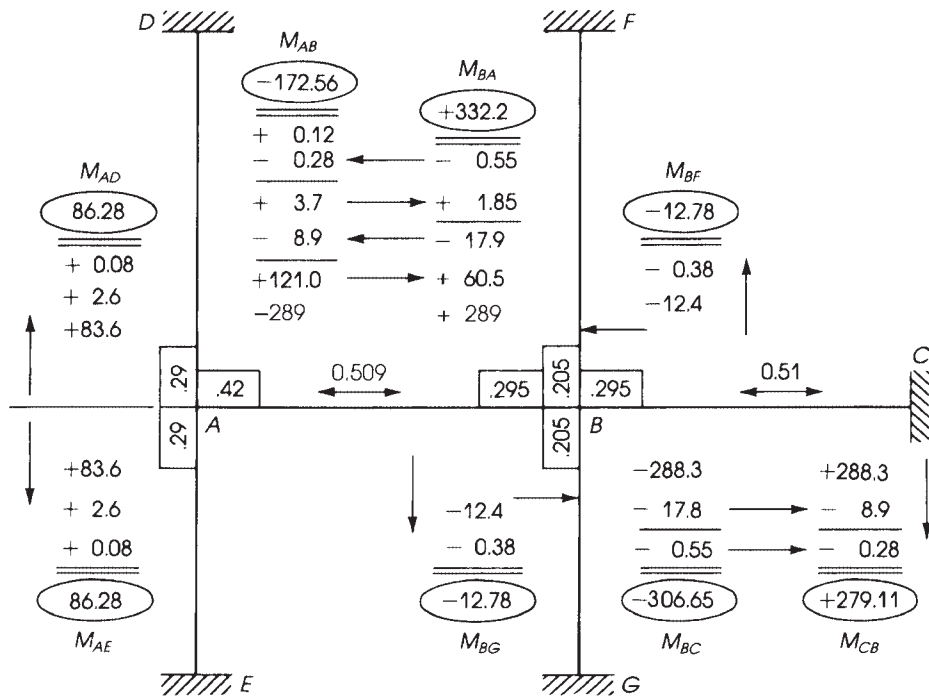 D
F
M_AB
−172.56
+ 0.12
− 0.28
+ 3.7
− 8.9
+121.0
−289
M_BA
+332.2
− 0.55
+ 1.85
− 17.9
+ 60.5
+ 289
M_AD
86.28
+ 0.08
+ 2.6
+83.6
M_BF
−12.78
− 0.38
−12.4
.29
.42
0.509
.295
.205
.295
0.51
C
.29
A
.205
B
+83.6
+ 2.6
+ 0.08
86.28
M_AE
−12.4
− 0.38
−12.78
M_BG
−288.3
− 17.8
− 0.55
−306.65
M_BC
+288.3
− 8.9
− 0.28
+279.11
M_CB
E
G